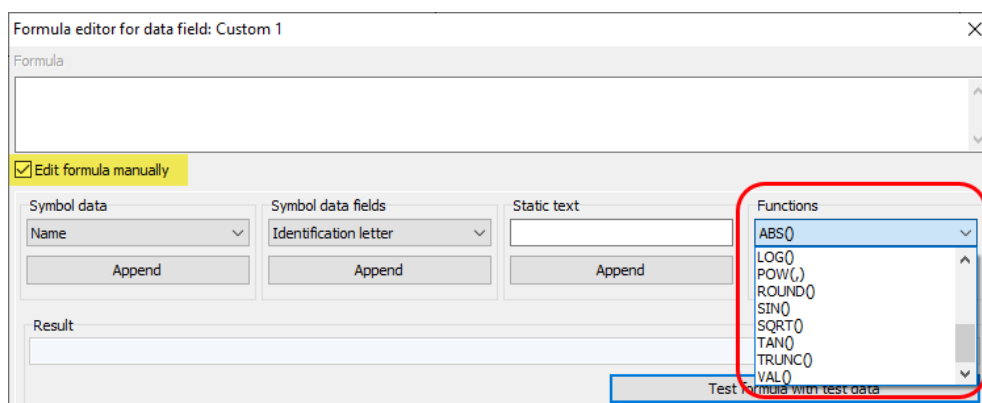 Formula editor for data field: Custom 1
Formula
Edit formula manually
Symbol data
Symbol data fields
Static text
Functions
Name
Identification letter
ABS()
Append
Append
Append
LOG()
POW(,)
ROUND()
SIN()
SQRT()
TAN()
TRUNC()
VAL()
Result
Test formula with test data